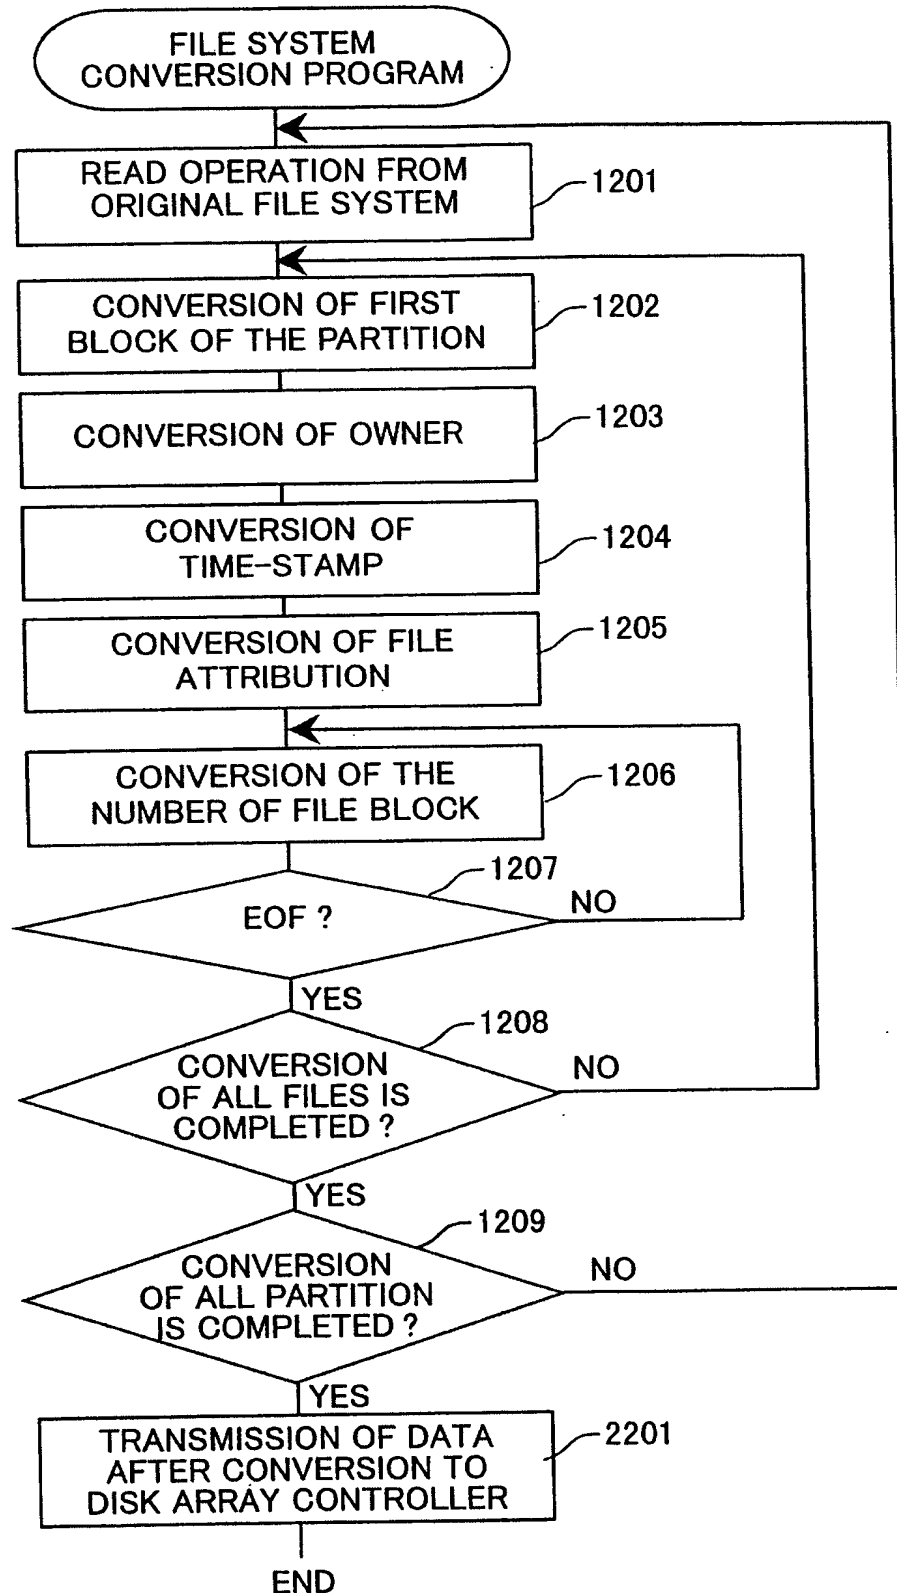 FILE SYSTEM
CONVERSION PROGRAM
READ OPERATION FROM
ORIGINAL FILE SYSTEM
1201
CONVERSION OF FIRST
BLOCK OF THE PARTITION
1202
CONVERSION OF OWNER
1203
CONVERSION OF
TIME-STAMP
1204
CONVERSION OF FILE
ATTRIBUTION
1205
CONVERSION OF THE
NUMBER OF FILE BLOCK
1206
1207
EOF ?
NO
YES
1208
CONVERSION
OF ALL FILES IS
COMPLETED ?
NO
YES
1209
CONVERSION
OF ALL PARTITION
IS COMPLETED ?
NO
YES
TRANSMISSION OF DATA
AFTER CONVERSION TO
DISK ARRAY CONTROLLER
2201
END